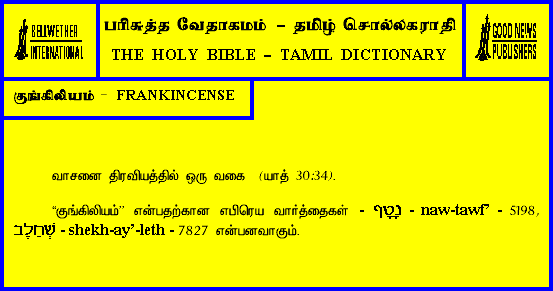 BELLWETHER
INTERNATIONAL
பரிசுத்த வேதாகமம் – தமிழ் சொல்லகராதி
THE HOLY BIBLE – TAMIL DICTIONARY
GOOD NEWS
PUBLISHERS
குங்கிலியம் – FRANKINCENSE
வாசனை திரவியத்தில் ஒரு வகை (யாத் 30:34).
“குங்கிலியம்” என்பதற்கான எபிரெய வார்த்தைகள் - נָטָף - naw-tawf’ - 5198,
שְׁחֵלֶב - shekh-ay’-leth - 7827 என்பனவாகும்.